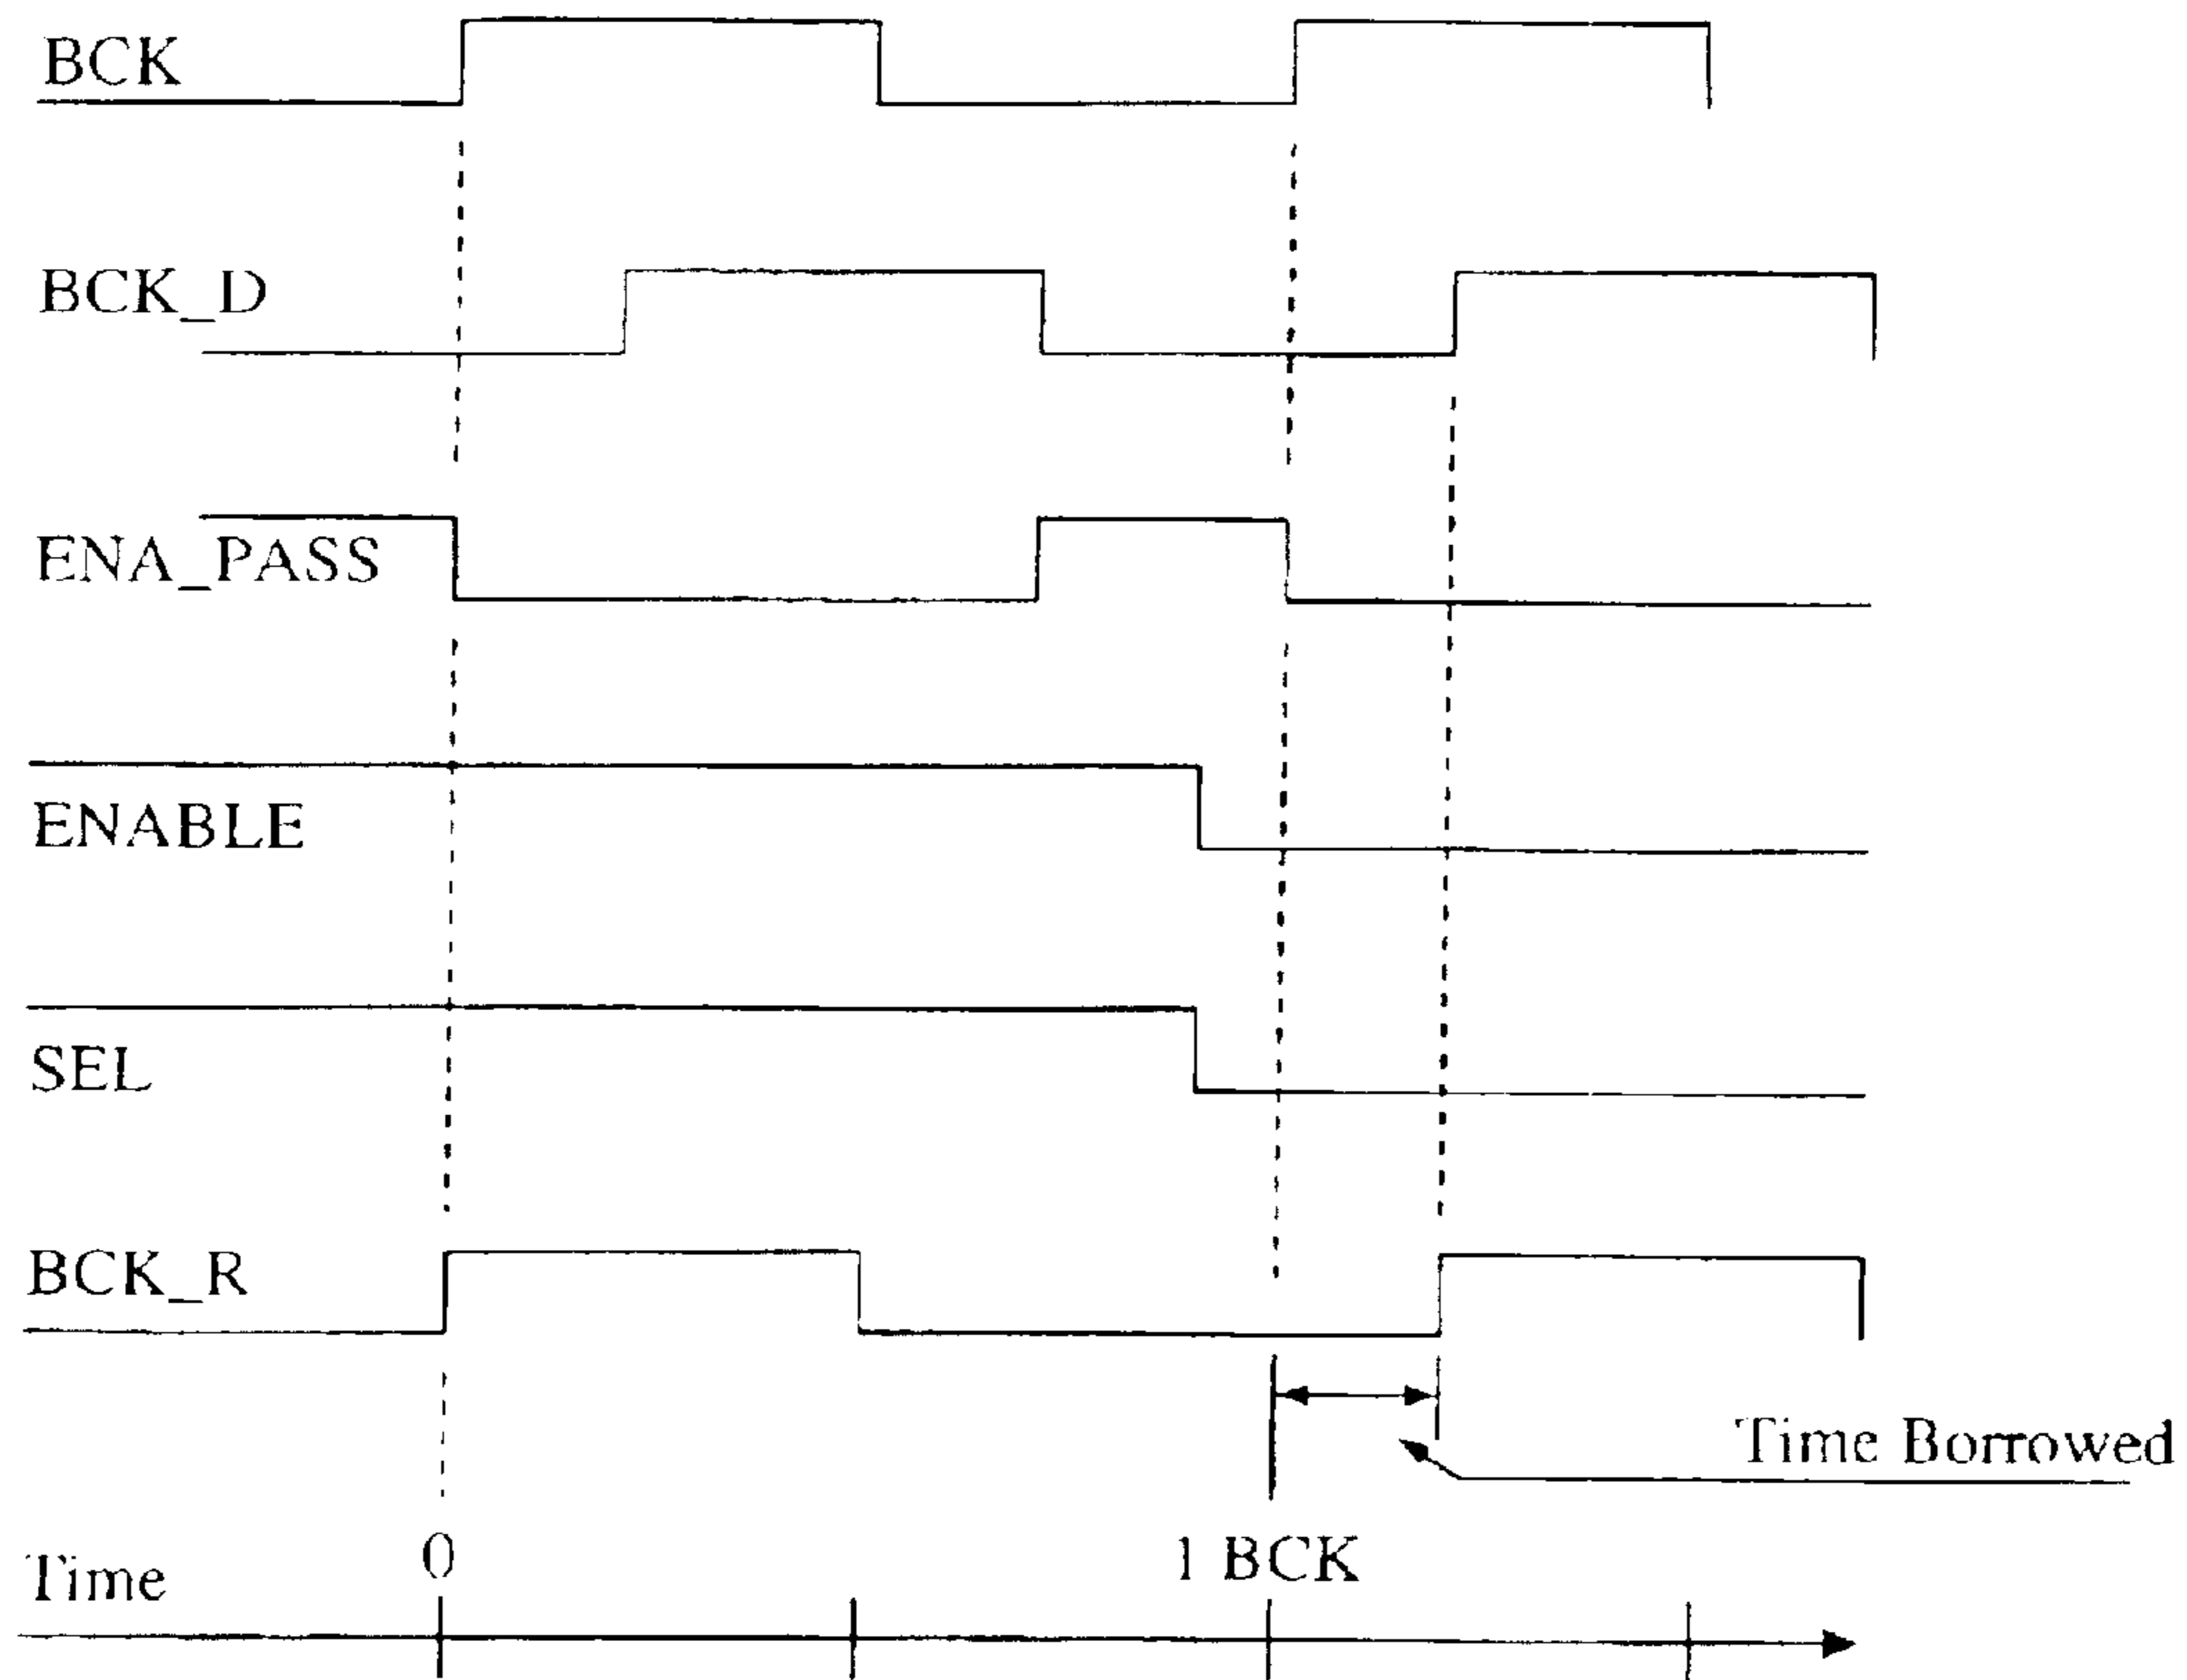 BCK
BCK_D
ENA_PASS
ENABLE
SEL
BCK_R
Time Borrowed
0
1 BCK
Time